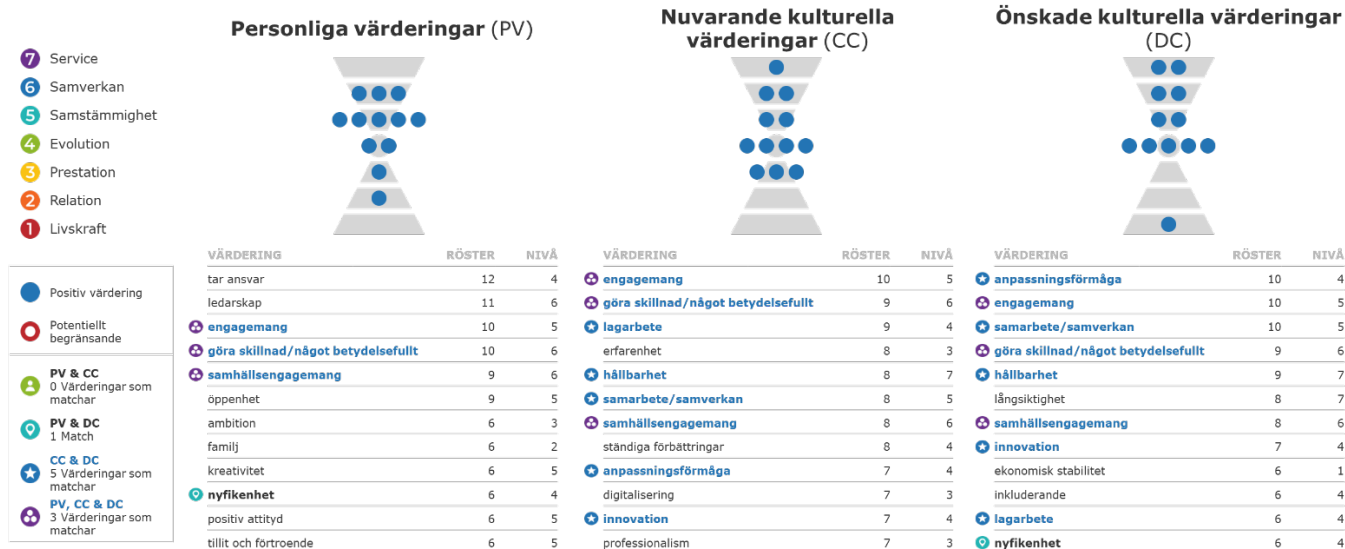 Personliga värderingar (PV)
Nuvarande kulturella
värderingar (CC)
Önskade kulturella värderingar
(DC)
7 Service
6 Samverkan
5 Samstämmighet
4 Evolution
3 Prestation
2 Relation
1 Livskraft
Positiv värdering
Potentiellt
begränsande
PV & CC
0 Värderingar som
matchar
PV & DC
1 Match
CC & DC
5 Värderingar som
matchar
PV, CC & DC
3 Värderingar som
matchar
VÄRDERING RÖSTER NIVÅ
tar ansvar 12 4
ledarskap 11 6
engagemang 10 5
göra skillnad/något betydelsefullt 10 6
samhällsengagemang 9 6
öppenhet 9 5
ambition 6 3
familj 6 2
kreativitet 6 5
nyfikenhet 6 4
positiv attityd 6 5
tillit och förtroende 6 5
VÄRDERING RÖSTER NIVÅ
engagemang 10 5
göra skillnad/något betydelsefullt 9 6
lagarbete 9 4
erfarenhet 8 3
hållbarhet 8 7
samarbete/samverkan 8 5
samhällsengagemang 8 6
ständiga förbättringar 8 4
anpassningsförmåga 7 4
digitalisering 7 3
innovation 7 4
professionalism 7 3
VÄRDERING RÖSTER NIVÅ
anpassningsförmåga 10 4
engagemang 10 5
samarbete/samverkan 10 5
göra skillnad/något betydelsefullt 9 6
hållbarhet 9 7
långsiktighet 8 7
samhällsengagemang 8 6
innovation 7 4
ekonomisk stabilitet 6 1
inkluderande 6 4
lagarbete 6 4
nyfikenhet 6 4